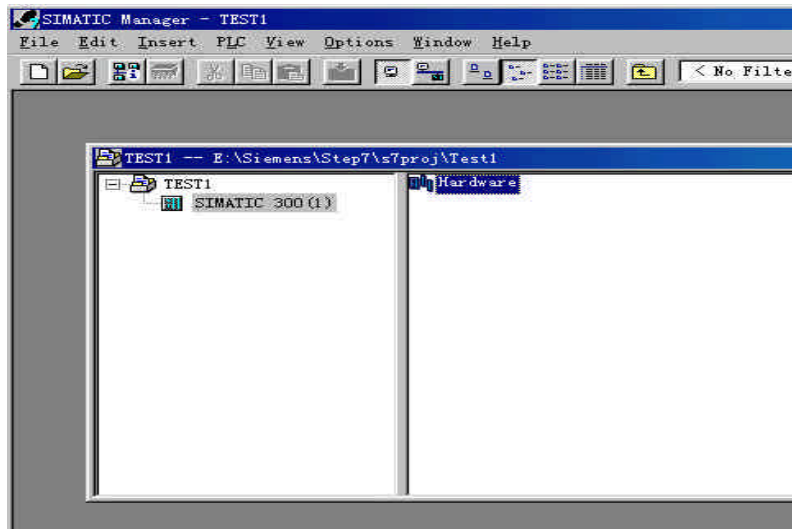 SIMATIC Manager - TEST1
File Edit Insert PLC View Options Window Help
< No Filte
TEST1 -- E:\Siemens\Step7\s7proj\Test1
TEST1
Hardware
SIMATIC 300(1)